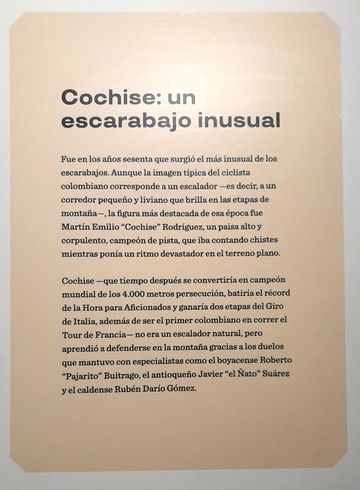 Cochise: un
escarabajo inusual
Fue en los años sesenta que surgió el más inusual de los
escarabajos. Aunque la imagen típica del ciclista
colombiano corresponde a un escalador —es decir, a un
corredor pequeño y liviano que brilla en las etapas de
montaña—, la figura más destacada de esa época fue
Martín Emilio “Cochise” Rodríguez, un paisa alto y
corpulento, campeón de pista, que iba contando chistes
mientras ponía un ritmo devastador en el terreno plano.
Cochise —que tiempo después se convertiría en campeón
mundial de los 4.000 metros persecución, batiría el récord
de la Hora para Aficionados y ganaría dos etapas del Giro
de Italia, además de ser el primer colombiano en correr el
Tour de Francia— no era un escalador natural, pero
aprendió a defenderse en la montaña gracias a los duelos
que mantuvo con especialistas como el boyacense Roberto
“Pajarito” Buitrago, el antioqueño Javier “el Ñato” Suárez
y el caldense Rubén Darío Gómez.